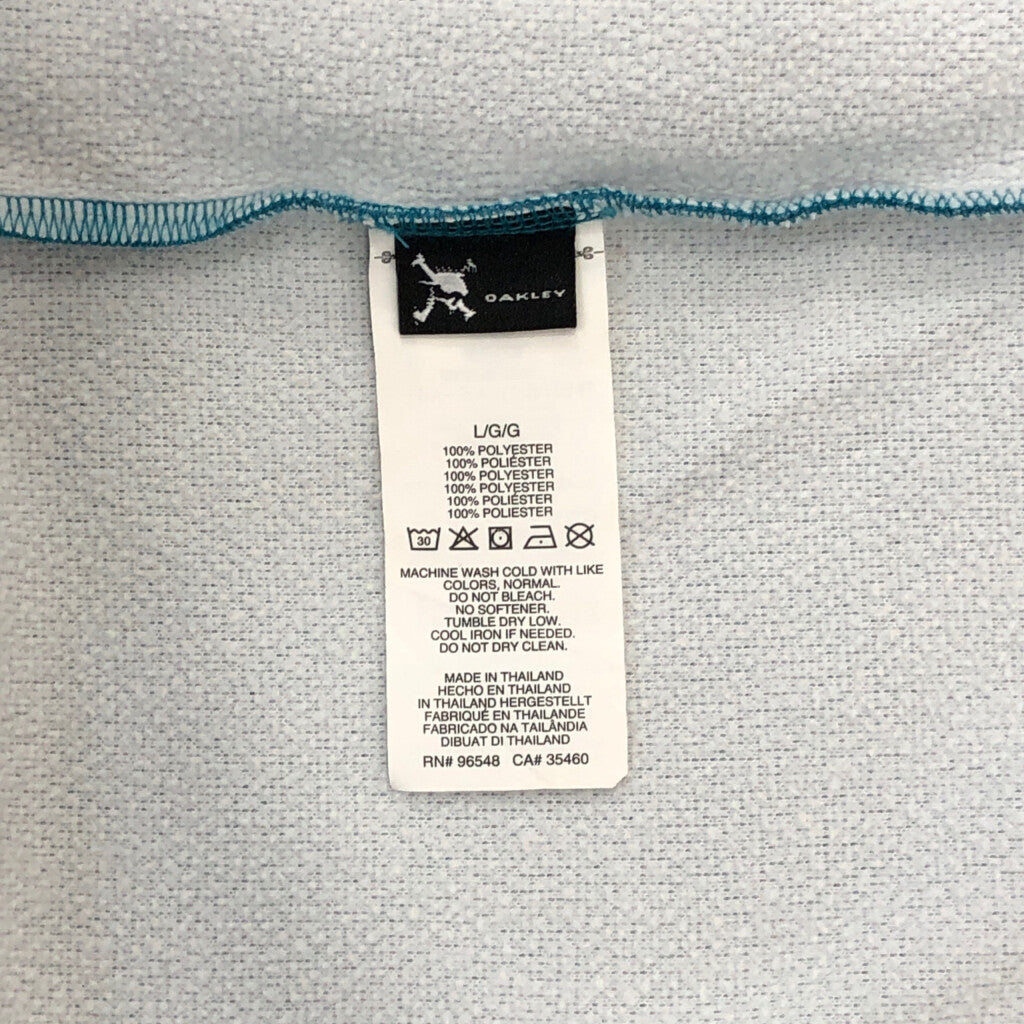 OAKLEY
L/G/G
100% POLYESTER
100% POLIÉSTER
100% POLYESTER
100% POLYESTER
100% POLIÉSTER
100% POLIESTER
30
MACHINE WASH COLD WITH LIKE
COLORS, NORMAL.
DO NOT BLEACH.
NO SOFTENER.
TUMBLE DRY LOW.
COOL IRON IF NEEDED.
DO NOT DRY CLEAN.
MADE IN THAILAND
HECHO EN THAILAND
IN THAILAND HERGESTELLT
FABRIQUÉ EN THAILANDE
FABRICADO NA TAILÂNDIA
DIBUAT DI THAILAND
RN# 96548 CA# 35460